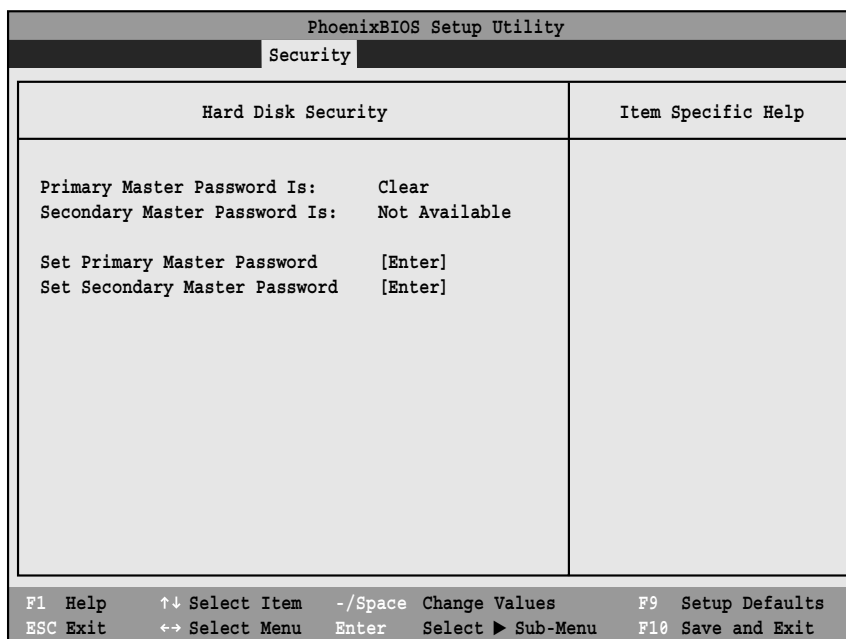 PhoenixBIOS Setup Utility
Security
Hard Disk Security
Item Specific Help
Primary Master Password Is: Clear
Secondary Master Password Is: Not Available
Set Primary Master Password [Enter]
Set Secondary Master Password [Enter]
F1 Help ↑↓ Select Item -/Space Change Values F9 Setup Defaults
ESC Exit ←→ Select Menu Enter Select ▶ Sub-Menu F10 Save and Exit